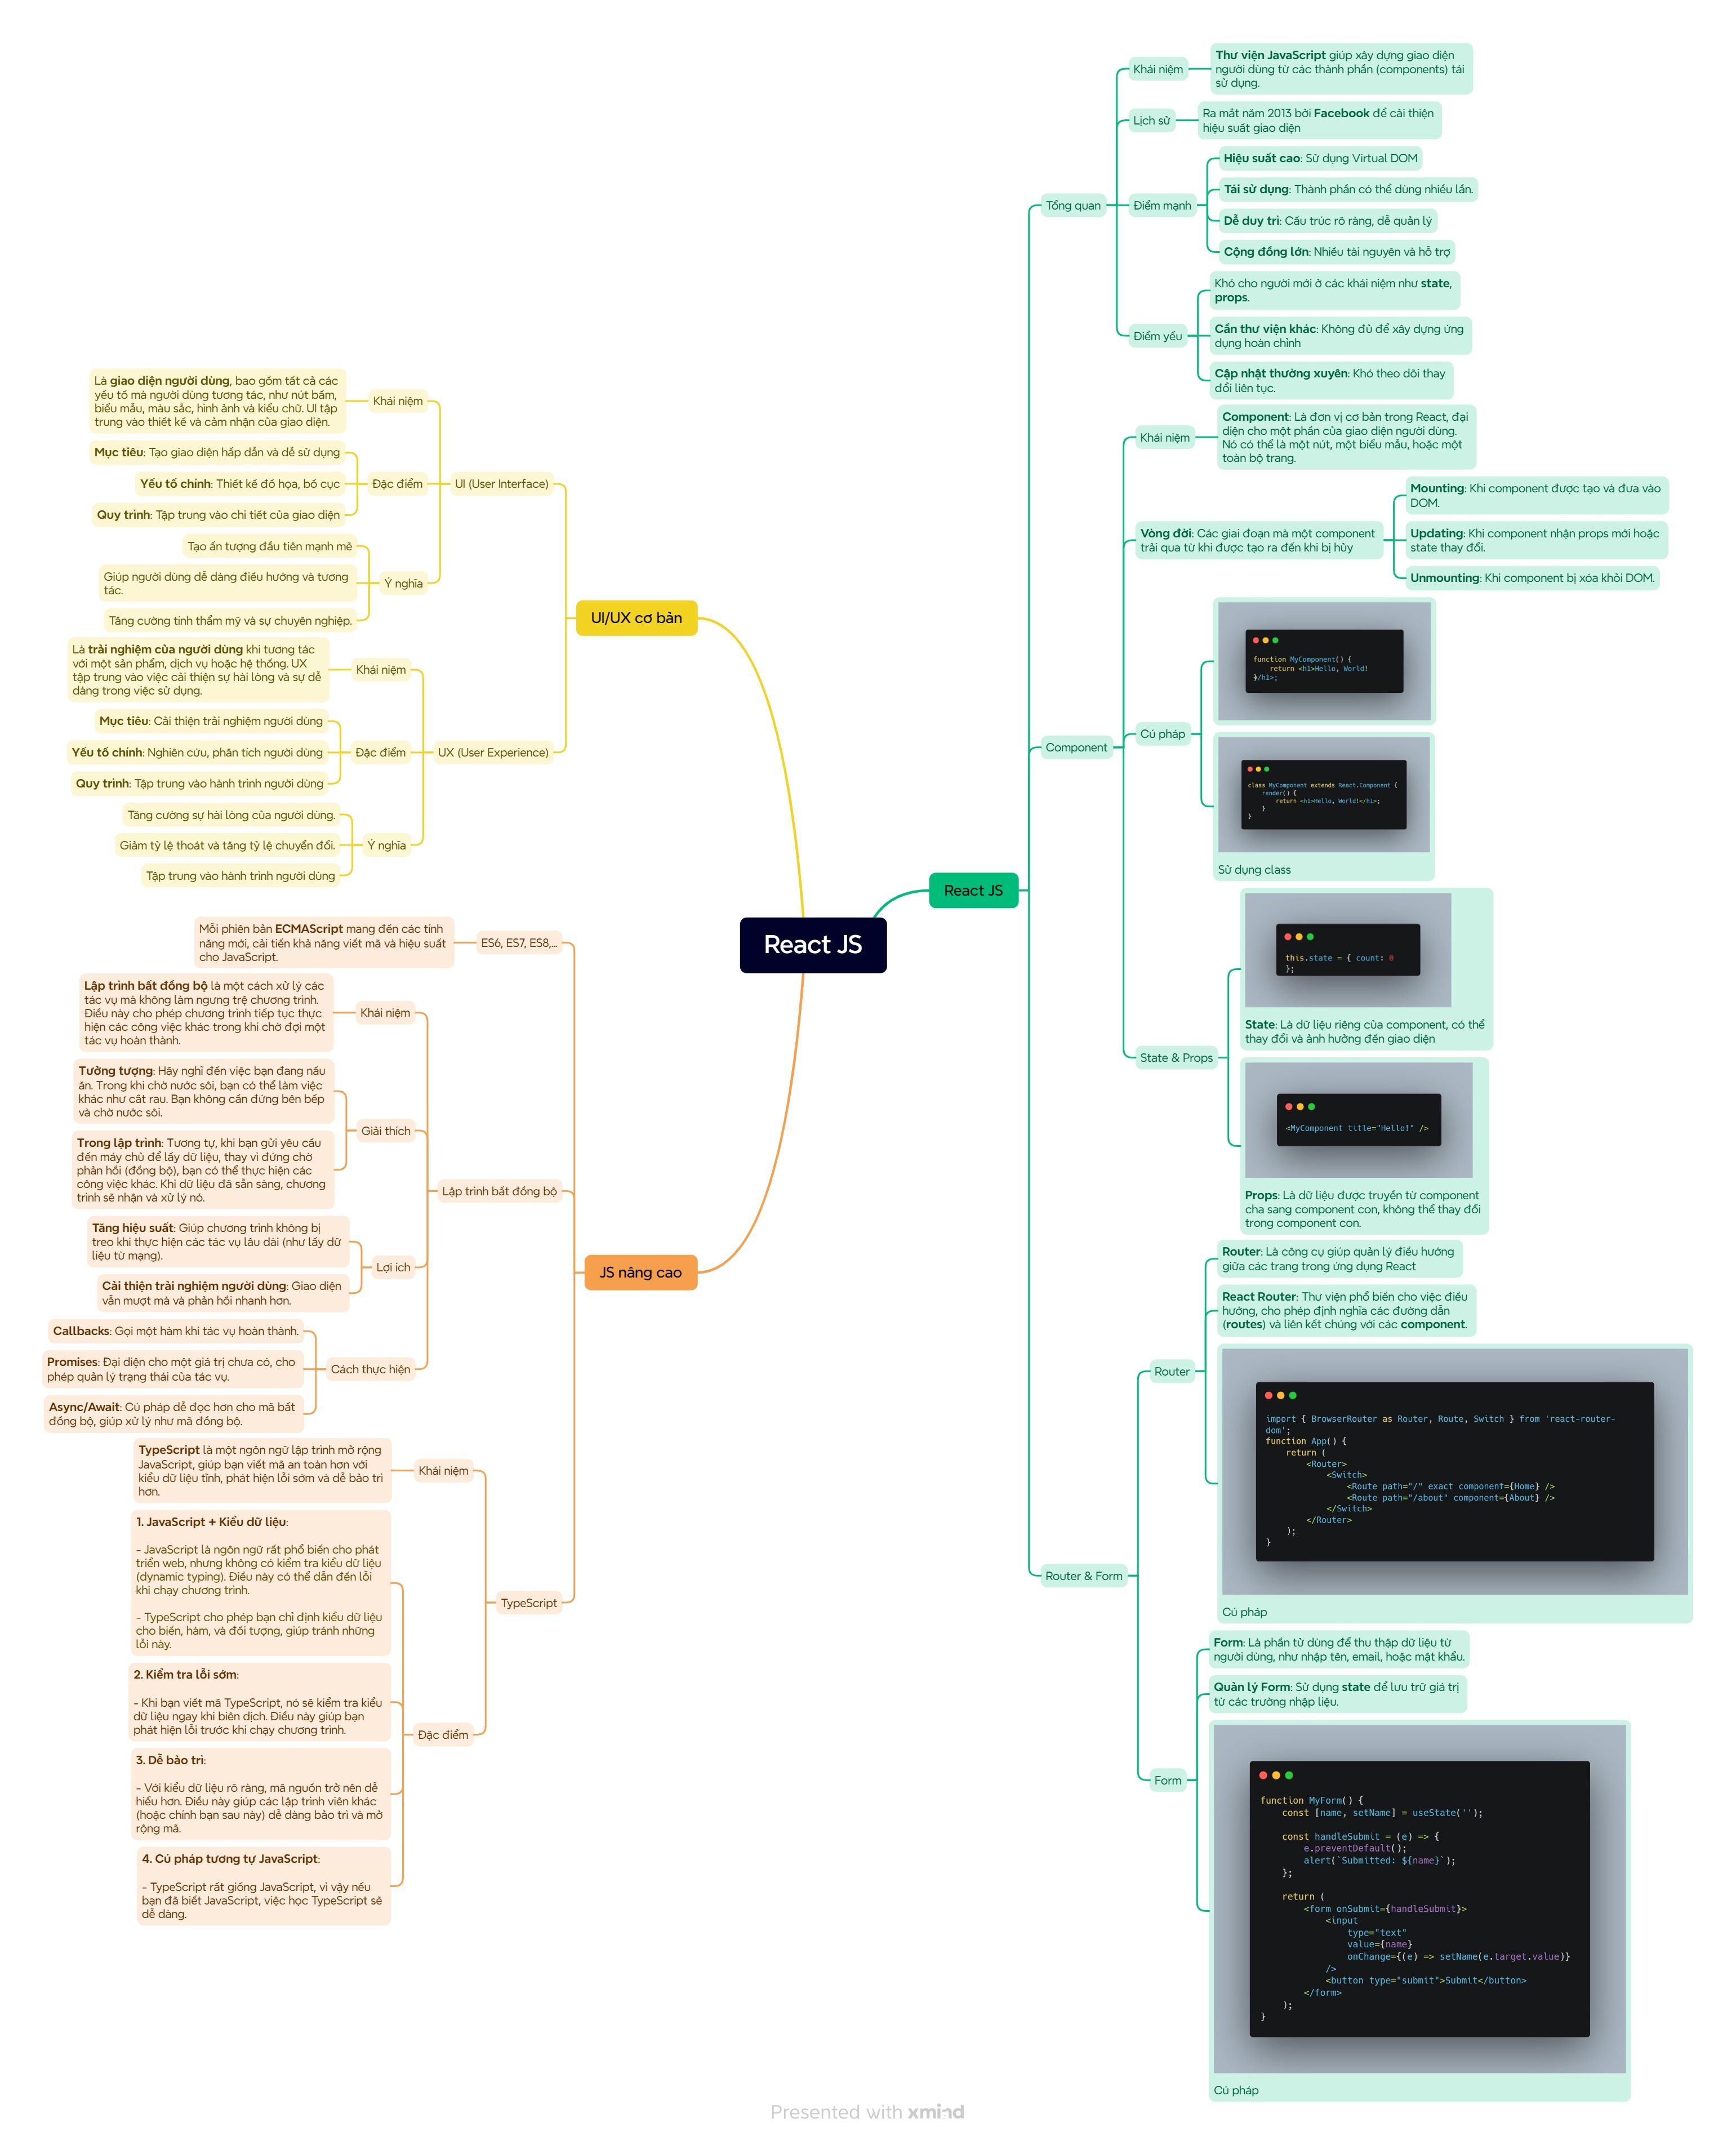 React JS
React JS
Tổng quan
Khái niệm
Thư viện JavaScript giúp xây dựng giao diện
người dùng từ các thành phần (components) tái
sử dụng.
Lịch sử
Ra mắt năm 2013 bởi Facebook để cải thiện
hiệu suất giao diện
Điểm mạnh
Hiệu suất cao: Sử dụng Virtual DOM
Tái sử dụng: Thành phần có thể dùng nhiều lần.
Dễ duy trì: Cấu trúc rõ ràng, dễ quản lý
Cộng đồng lớn: Nhiều tài nguyên và hỗ trợ
Điểm yếu
Khó cho người mới ở các khái niệm như state,
props.
Cần thư viện khác: Không đủ để xây dựng ứng
dụng hoàn chỉnh
Cập nhật thường xuyên: Khó theo dõi thay
đổi liên tục.
Component
Khái niệm
Component: Là đơn vị cơ bản trong React, đại
diện cho một phần của giao diện người dùng.
Nó có thể là một nút, một biểu mẫu, hoặc một
toàn bộ trang.
Vòng đời: Các giai đoạn mà một component
trải qua từ khi được tạo ra đến khi bị hủy
Mounting: Khi component được tạo và đưa vào
DOM.
Updating: Khi component nhận props mới hoặc
state thay đổi.
Unmounting: Khi component bị xóa khỏi DOM.
Cú pháp
function MyComponent() {
return <h1>Hello, World!
}</h1>;
class MyComponent extends React.Component {
render() {
return <h1>Hello, World!</h1>;
}
}
Sử dụng class
State & Props
this.state = { count: 0
};
State: Là dữ liệu riêng của component, có thể
thay đổi và ảnh hưởng đến giao diện
<MyComponent title="Hello!" />
Props: Là dữ liệu được truyền từ component
cha sang component con, không thể thay đổi
trong component con.
Router & Form
Router
Router: Là công cụ giúp quản lý điều hướng
giữa các trang trong ứng dụng React
React Router: Thư viện phổ biến cho việc điều
hướng, cho phép định nghĩa các đường dẫn
(routes) và liên kết chúng với các component.
import { BrowserRouter as Router, Route, Switch } from 'react-router-
dom';
function App() {
return (
<Router>
<Switch>
<Route path="/" exact component={Home} />
<Route path="/about" component={About} />
</Switch>
</Router>
);
}
Cú pháp
Form
Form: Là phần tử dùng để thu thập dữ liệu từ
người dùng, như nhập tên, email, hoặc mật khẩu.
Quản lý Form: Sử dụng state để lưu trữ giá trị
từ các trường nhập liệu.
function MyForm() {
const [name, setName] = useState('');
const handleSubmit = (e) => {
e.preventDefault();
alert(`Submitted: ${name}`);
};
return (
<form onSubmit={handleSubmit}>
<input
type="text"
value={name}
onChange={(e) => setName(e.target.value)}
/>
<button type="submit">Submit</button>
</form>
);
}
Cú pháp
UI/UX cơ bản
UI (User Interface)
Khái niệm
Là giao diện người dùng, bao gồm tất cả các
yếu tố mà người dùng tương tác, như nút bấm,
biểu mẫu, màu sắc, hình ảnh và kiểu chữ. UI tập
trung vào thiết kế và cảm nhận của giao diện.
Đặc điểm
Mục tiêu: Tạo giao diện hấp dẫn và dễ sử dụng
Yếu tố chính: Thiết kế đồ họa, bố cục
Quy trình: Tập trung vào chi tiết của giao diện
Ý nghĩa
Tạo ấn tượng đầu tiên mạnh mẽ
Giúp người dùng dễ dàng điều hướng và tương
tác.
Tăng cường tính thẩm mỹ và sự chuyên nghiệp.
UX (User Experience)
Khái niệm
Là trải nghiệm của người dùng khi tương tác
với một sản phẩm, dịch vụ hoặc hệ thống. UX
tập trung vào việc cải thiện sự hài lòng và sự dễ
dàng trong việc sử dụng.
Đặc điểm
Mục tiêu: Cải thiện trải nghiệm người dùng
Yếu tố chính: Nghiên cứu, phân tích người dùng
Quy trình: Tập trung vào hành trình người dùng
Ý nghĩa
Tăng cường sự hài lòng của người dùng.
Giảm tỷ lệ thoát và tăng tỷ lệ chuyển đổi.
Tập trung vào hành trình người dùng
JS nâng cao
ES6, ES7, ES8,...
Mỗi phiên bản ECMAScript mang đến các tính
năng mới, cải tiến khả năng viết mã và hiệu suất
cho JavaScript.
Lập trình bất đồng bộ
Khái niệm
Lập trình bất đồng bộ là một cách xử lý các
tác vụ mà không làm ngưng trệ chương trình.
Điều này cho phép chương trình tiếp tục thực
hiện các công việc khác trong khi chờ đợi một
tác vụ hoàn thành.
Giải thích
Tưởng tượng: Hãy nghĩ đến việc bạn đang nấu
ăn. Trong khi chờ nước sôi, bạn có thể làm việc
khác như cắt rau. Bạn không cần đứng bên bếp
và chờ nước sôi.
Trong lập trình: Tương tự, khi bạn gửi yêu cầu
đến máy chủ để lấy dữ liệu, thay vì đứng chờ
phản hồi (đồng bộ), bạn có thể thực hiện các
công việc khác. Khi dữ liệu đã sẵn sàng, chương
trình sẽ nhận và xử lý nó.
Lợi ích
Tăng hiệu suất: Giúp chương trình không bị
treo khi thực hiện các tác vụ lâu dài (như lấy dữ
liệu từ mạng).
Cải thiện trải nghiệm người dùng: Giao diện
vẫn mượt mà và phản hồi nhanh hơn.
Cách thực hiện
Callbacks: Gọi một hàm khi tác vụ hoàn thành.
Promises: Đại diện cho một giá trị chưa có, cho
phép quản lý trạng thái của tác vụ.
Async/Await: Cú pháp dễ đọc hơn cho mã bất
đồng bộ, giúp xử lý như mã đồng bộ.
TypeScript
Khái niệm
TypeScript là một ngôn ngữ lập trình mở rộng
JavaScript, giúp bạn viết mã an toàn hơn với
kiểu dữ liệu tĩnh, phát hiện lỗi sớm và dễ bảo trì
hơn.
Đặc điểm
1. JavaScript + Kiểu dữ liệu:
- JavaScript là ngôn ngữ rất phổ biến cho phát
triển web, nhưng không có kiểm tra kiểu dữ liệu
(dynamic typing). Điều này có thể dẫn đến lỗi
khi chạy chương trình.
- TypeScript cho phép bạn chỉ định kiểu dữ liệu
cho biến, hàm, và đối tượng, giúp tránh những
lỗi này.
2. Kiểm tra lỗi sớm:
- Khi bạn viết mã TypeScript, nó sẽ kiểm tra kiểu
dữ liệu ngay khi biên dịch. Điều này giúp bạn
phát hiện lỗi trước khi chạy chương trình.
3. Dễ bảo trì:
- Với kiểu dữ liệu rõ ràng, mã nguồn trở nên dễ
hiểu hơn. Điều này giúp các lập trình viên khác
(hoặc chính bạn sau này) dễ dàng bảo trì và mở
rộng mã.
4. Cú pháp tương tự JavaScript:
- TypeScript rất giống JavaScript, vì vậy nếu
bạn đã biết JavaScript, việc học TypeScript sẽ
dễ dàng.
Presented with xmind